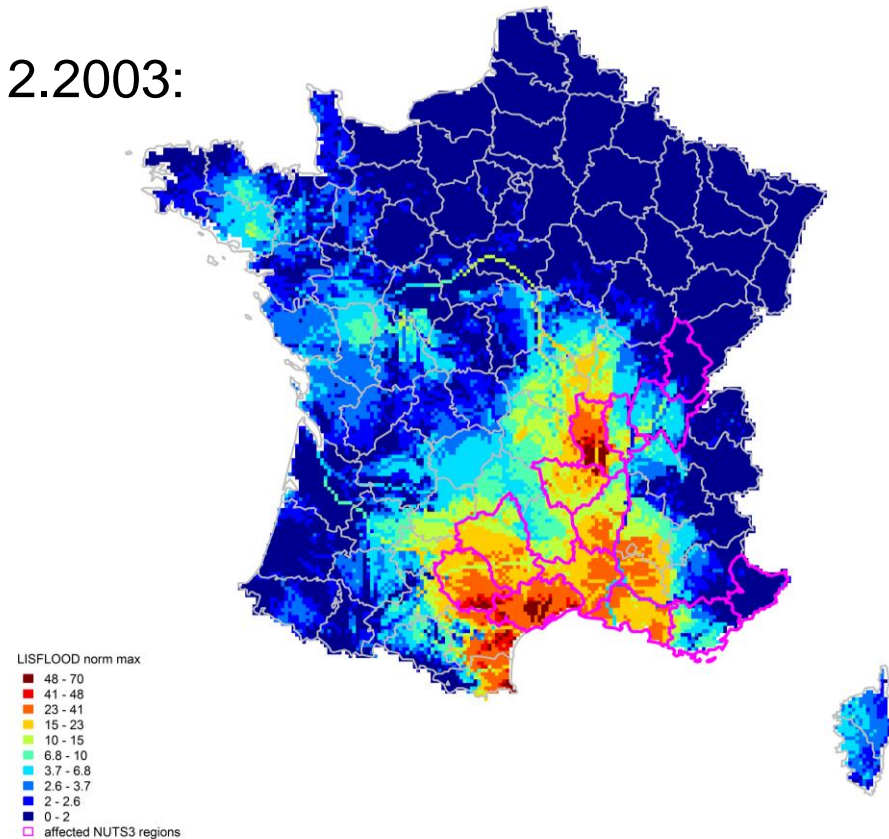 2.2003:
LISFLOOD norm max
48 - 70
41 - 48
23 - 41
15 - 23
10 - 15
6.8 - 10
3.7 - 6.8
2.6 - 3.7
2 - 2.6
0 - 2
affected NUTS3 regions